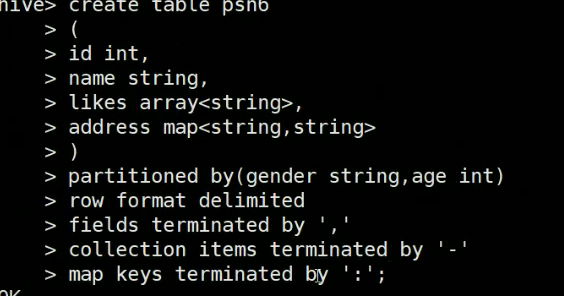 hive> create table psn6
> (
> id int,
> name string,
> likes array<string>,
> address map<string,string>
> )
> partitioned by(gender string,age int)
> row format delimited
> fields terminated by ','
> collection items terminated by '-'
> map keys terminated by ':';
OK